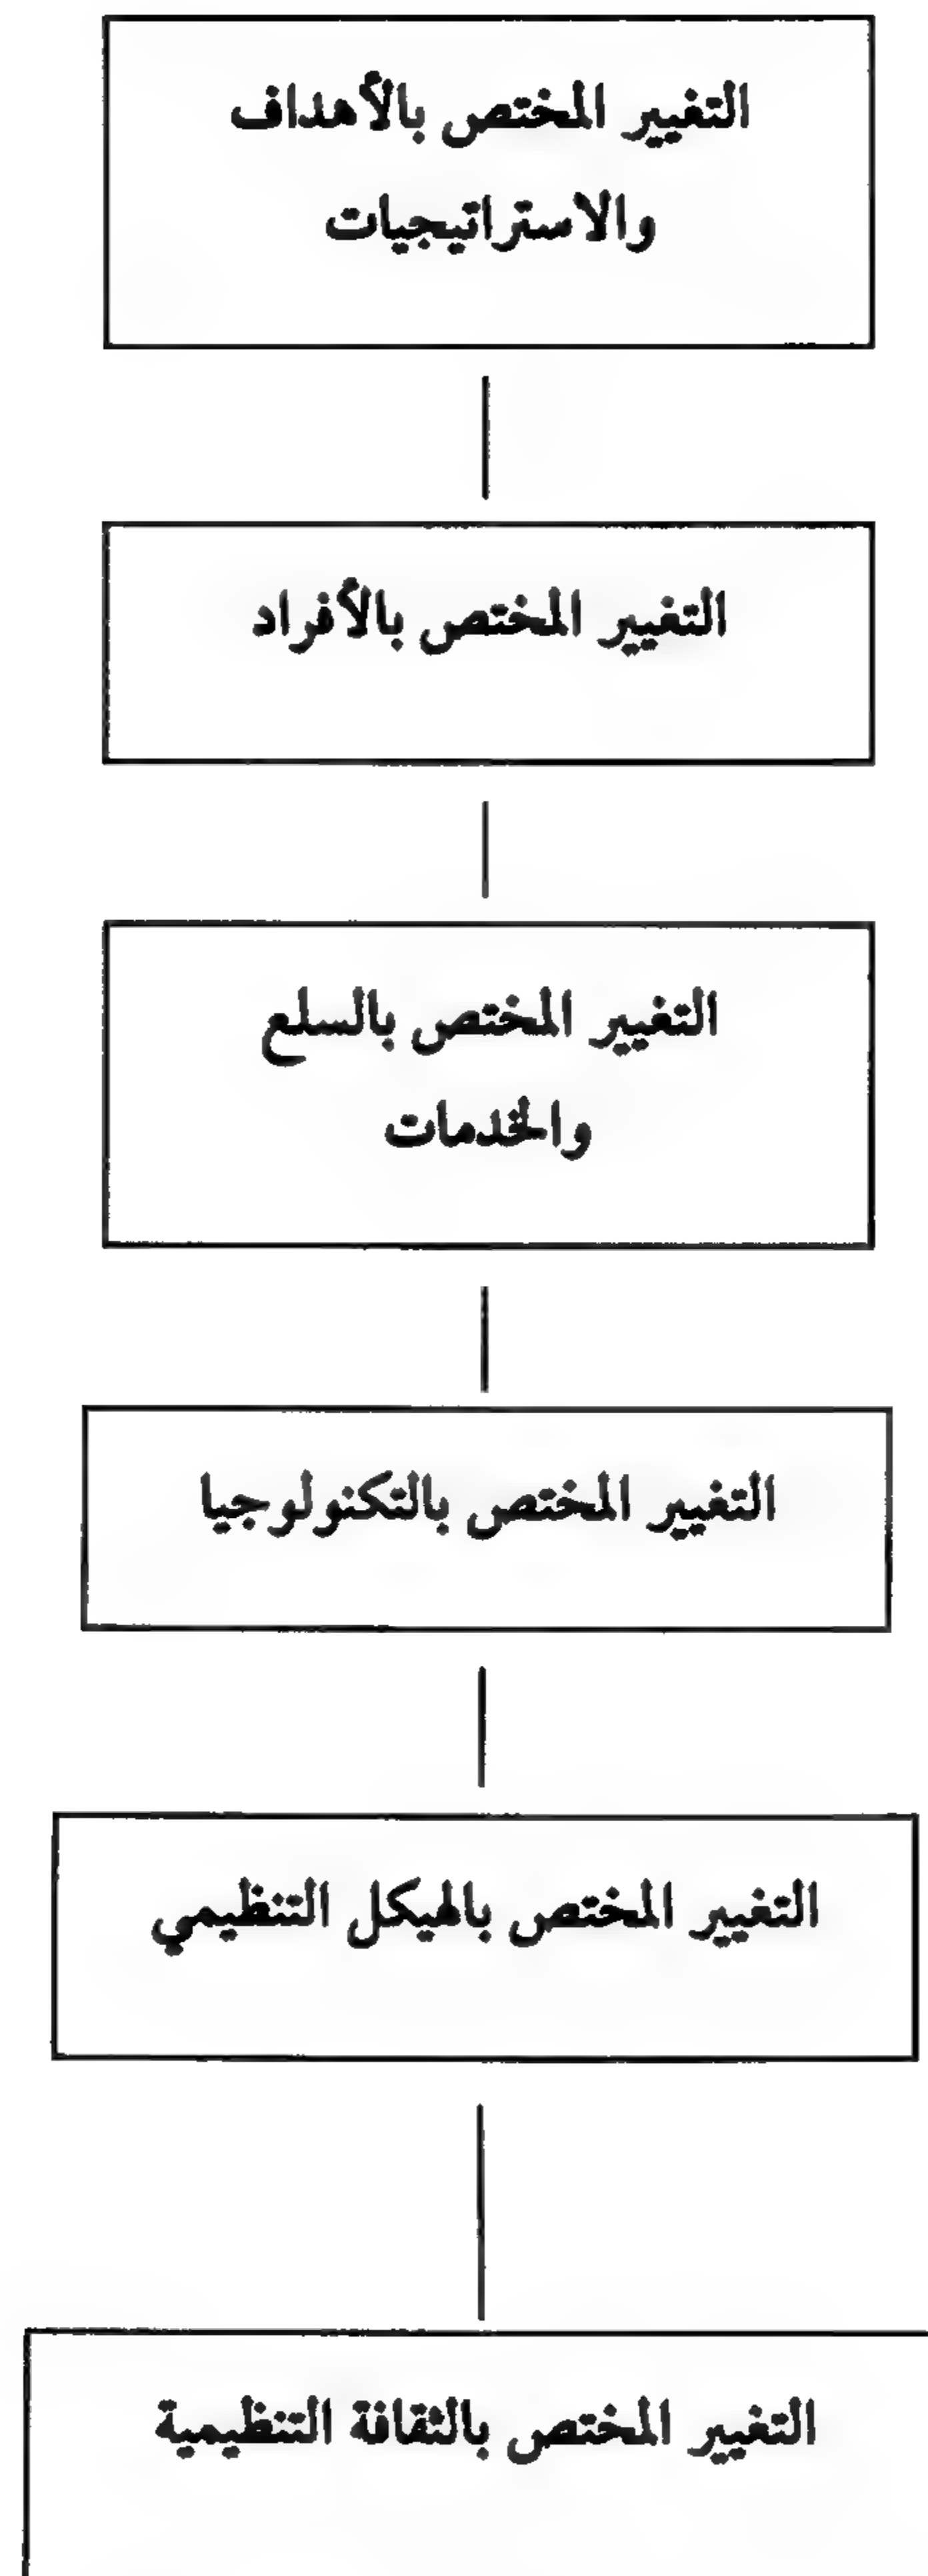 التغيير المختص بالأهداف
والاستراتيجيات
التغيير المختص بالأفراد
التغيير المختص بالسلع
والخدمات
التغيير المختص بالتكنولوجيا
التغيير المختص بالهيكل التنظيمي
التغيير المختص بالثقافة التنظيمية